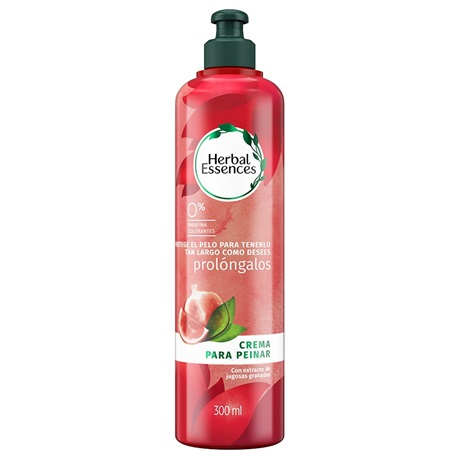 Herbal
Essences
0%
PARAFINA
COLORANTES
PROTEGE EL PELO PARA TENERLO
TAN LARGO COMO DESEES
prolóngalos
CREMA
PARA PEINAR
Con extracto de
jugosas granadas
300 ml